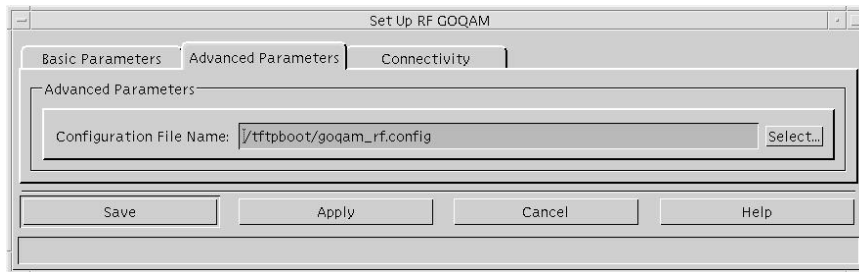 Set Up RF GOQAM
Basic Parameters Advanced Parameters Connectivity
Advanced Parameters
Configuration File Name: /tftpboot/goqam_rf.config Select...
Save Apply Cancel Help